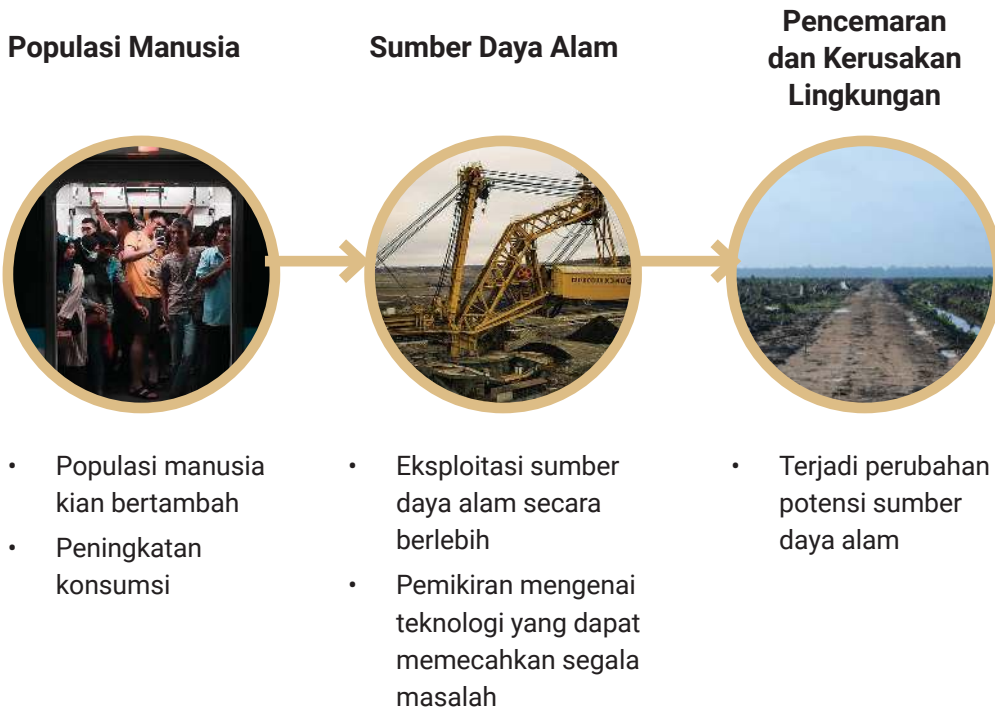 Populasi Manusia
Sumber Daya Alam
Pencemaran
dan Kerusakan
Lingkungan
• Populasi manusia
kian bertambah
• Peningkatan
konsumsi
• Eksploitasi sumber
daya alam secara
berlebih
• Pemikiran mengenai
teknologi yang dapat
memecahkan segala
masalah
• Terjadi perubahan
potensi sumber
daya alam